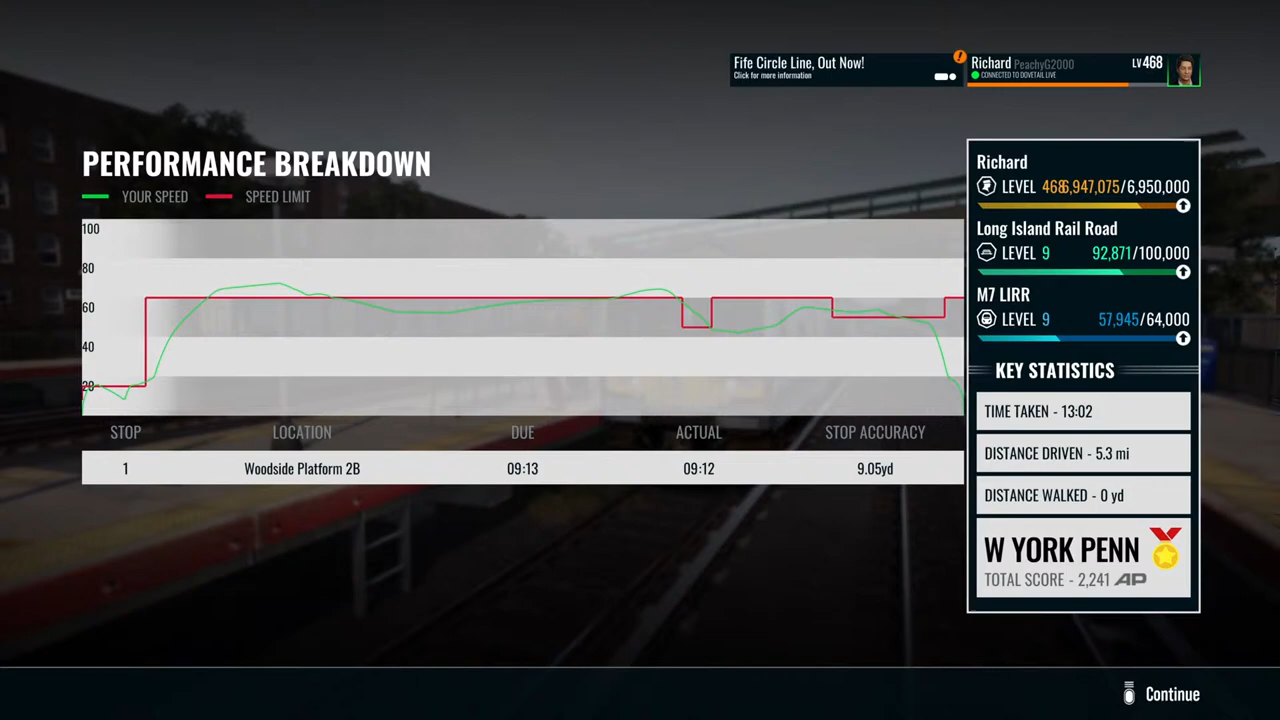 Fife Circle Line, Out Now!
Click for more information
Richard PeachyG2000
LV 468
CONNECTED TO DOVETAIL LIVE
PERFORMANCE BREAKDOWN
YOUR SPEED SPEED LIMIT
100
80
60
40
20
STOP LOCATION DUE ACTUAL STOP ACCURACY
1 Woodside Platform 2B 09:13 09:12 9.05yd
Richard
LEVEL 468 6,947,075/6,950,000
Long Island Rail Road
LEVEL 9 92,871/100,000
M7 LIRR
LEVEL 9 57,945/64,000
KEY STATISTICS
TIME TAKEN - 13:02
DISTANCE DRIVEN - 5.3 mi
DISTANCE WALKED - 0 yd
W YORK PENN
TOTAL SCORE - 2,241 AP
Continue